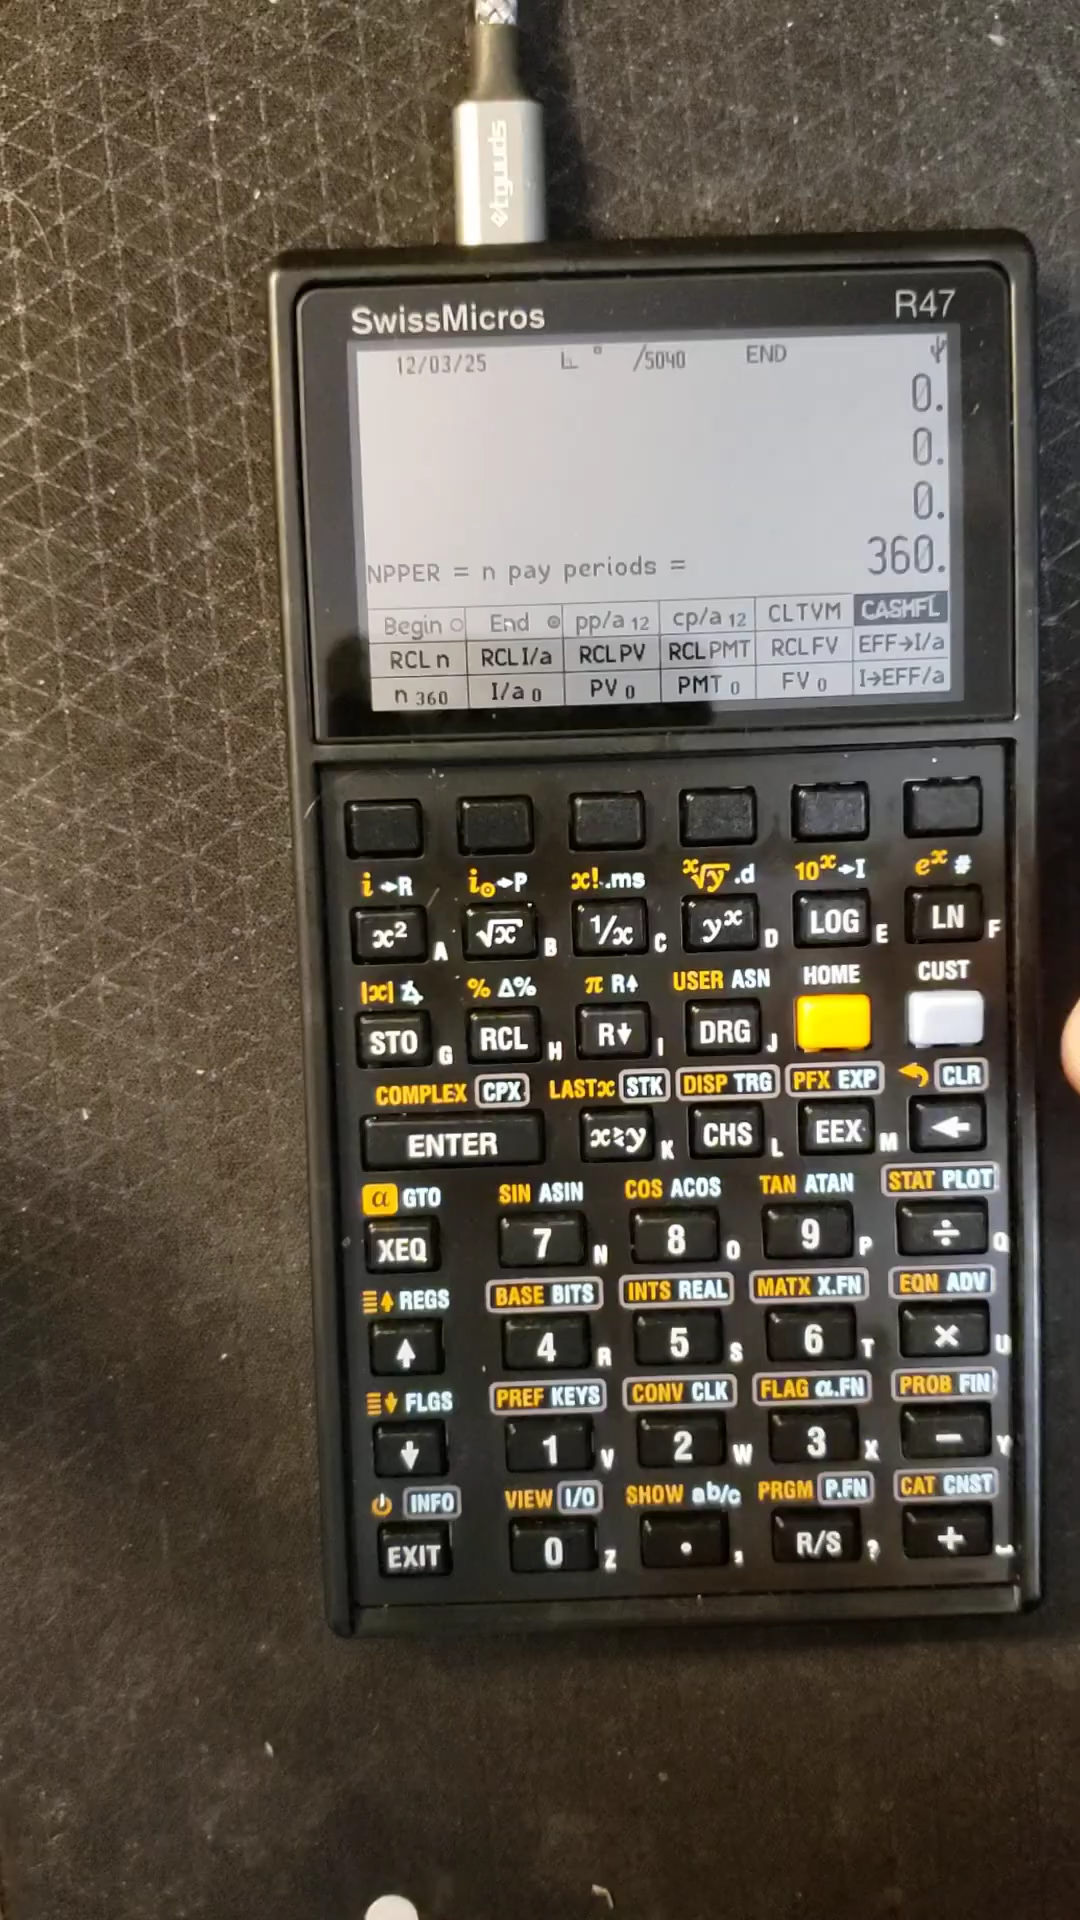 etguuds
SwissMicros R47
12/03/25 ∟° /5040 END
0.
0.
0.
NPPER = n pay periods = 360.
Begin End pp/a 12 cp/a 12 CLTVM CASHFL
RCL n RCL I/a RCL PV RCL PMT RCL FV EFF→I/a
n 360 I/a 0 PV 0 PMT 0 FV 0 I→EFF/a
i →R i⊙→P x! .ms ˣ√y .d 10ˣ →I eˣ #
x² A √x B 1/x C yˣ D LOG E LN F
|x| ∡ % Δ% π R↑ USER ASN HOME CUST
STO G RCL H R↓ I DRG J
COMPLEX CPX LASTx STK DISP TRG PFX EXP ↶ CLR
ENTER x≷y K CHS L EEX M ←
α GTO SIN ASIN COS ACOS TAN ATAN STAT PLOT
XEQ 7 N 8 O 9 P ÷ Q
≡↑ REGS BASE BITS INTS REAL MATX X.FN EQN ADV
↑ 4 R 5 S 6 T × U
≡↓ FLGS PREF KEYS CONV CLK FLAG α.FN PROB FIN
↓ 1 V 2 W 3 X − Y
⏻ INFO VIEW I/O SHOW ab/c PRGM P.FN CAT CNST
EXIT 0 Z . , R/S ? + ⎵